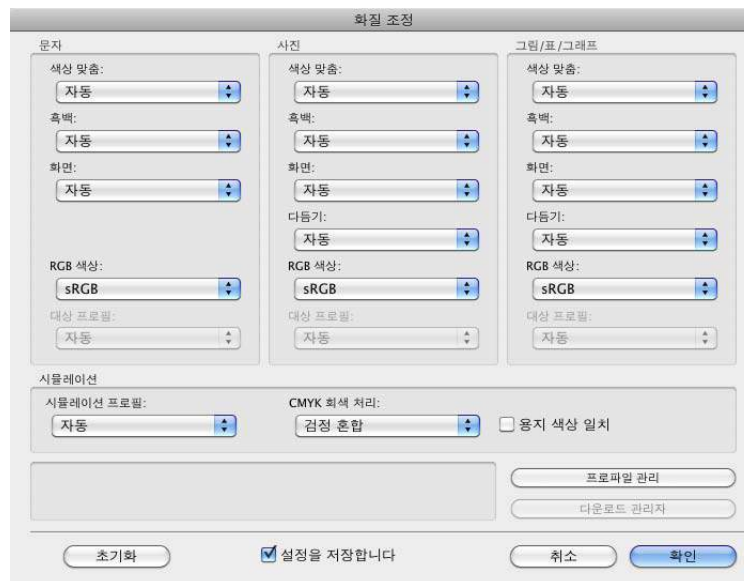 화질 조정
문자
사진
그림/표/그래프
색상 맞춤:
색상 맞춤:
색상 맞춤:
자동
자동
자동
흑백:
흑백:
흑백:
자동
자동
자동
화면:
화면:
화면:
자동
자동
자동
다듬기:
다듬기:
자동
자동
RGB 색상:
RGB 색상:
RGB 색상:
sRGB
sRGB
sRGB
대상 프로필:
대상 프로필:
대상 프로필:
자동
자동
자동
시뮬레이션
시뮬레이션 프로필:
CMYK 회색 처리:
자동
검정 혼합
용지 색상 일치
프로파일 관리
다운로드 관리자
초기화
설정을 저장합니다
취소
확인